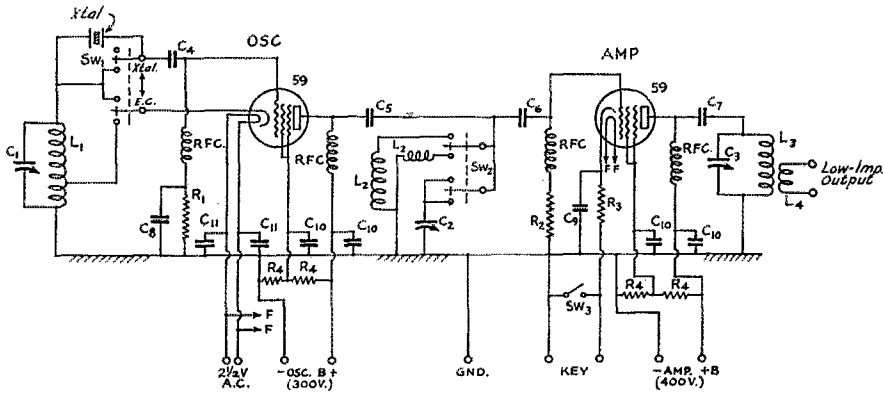 Xtal
OSC
AMP
C4
SW1
Xtal.
E.C.
59
59
C5
C6
C7
C1
L1
RFC.
RFC
L2
L2
SW2
RFC
F F
RFC.
C3
L3
Low-Imp.
Output
L4
R1
C8
C11
C11
C10
C10
C2
R2
C9
R3
C10
C10
R4
R4
SW3
R4
R4
F
F
2½V
A.C.
-OSC. B+
(300V.)
GND.
KEY
-AMP. +B
(400V.)